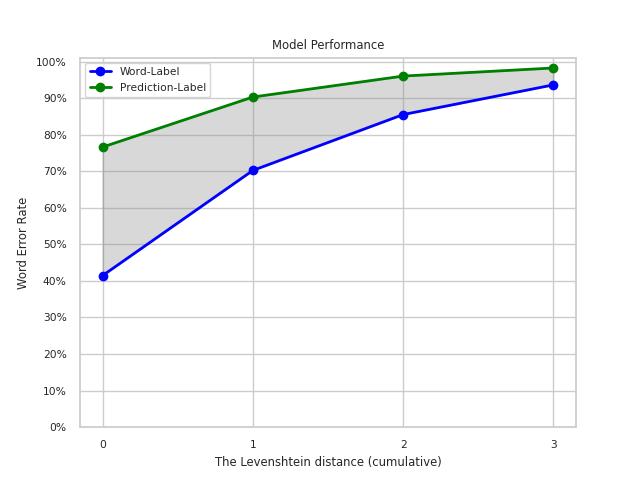 Model Performance
Word-Label
Prediction-Label
Word Error Rate
100%
90%
80%
70%
60%
50%
40%
30%
20%
10%
0%
0 1 2 3
The Levenshtein distance (cumulative)